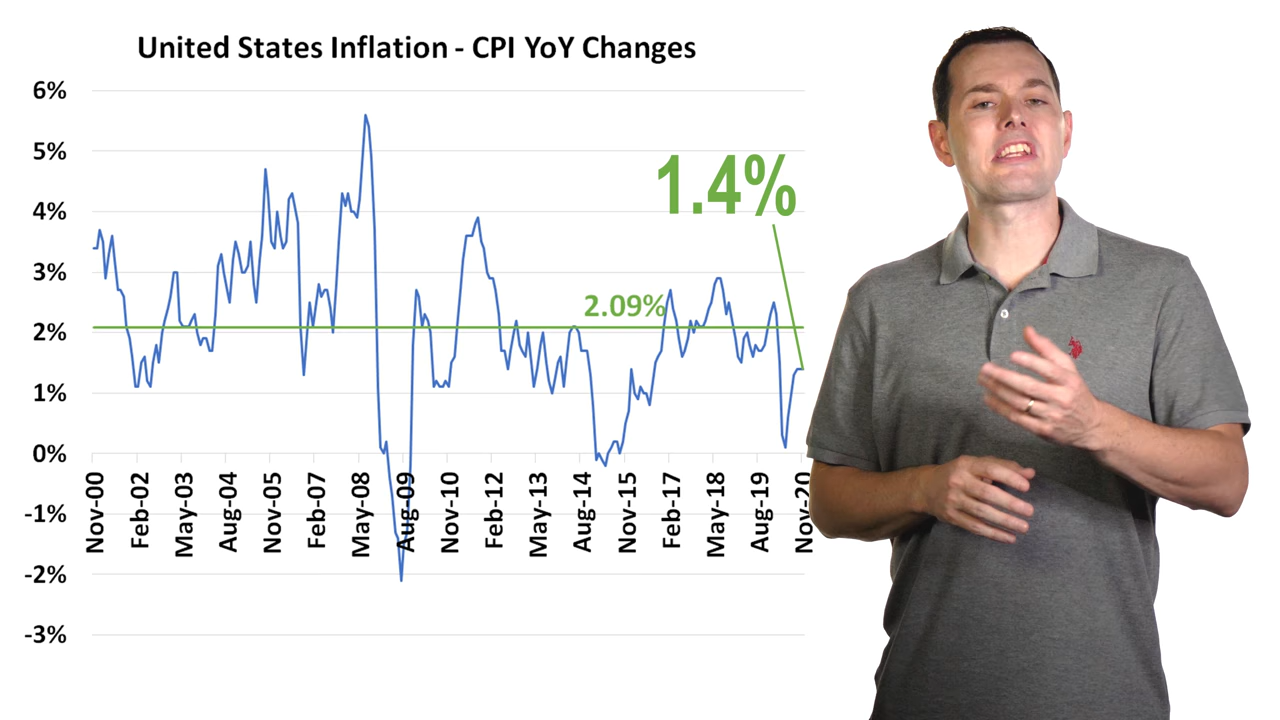 United States Inflation - CPI YoY Changes
6%
5%
4%
3%
2%
1%
0%
-1%
-2%
-3%
1.4%
2.09%
Nov-00
Feb-02
May-03
Aug-04
Nov-05
Feb-07
May-08
Aug-09
Nov-10
Feb-12
May-13
Aug-14
Nov-15
Feb-17
May-18
Aug-19
Nov-20